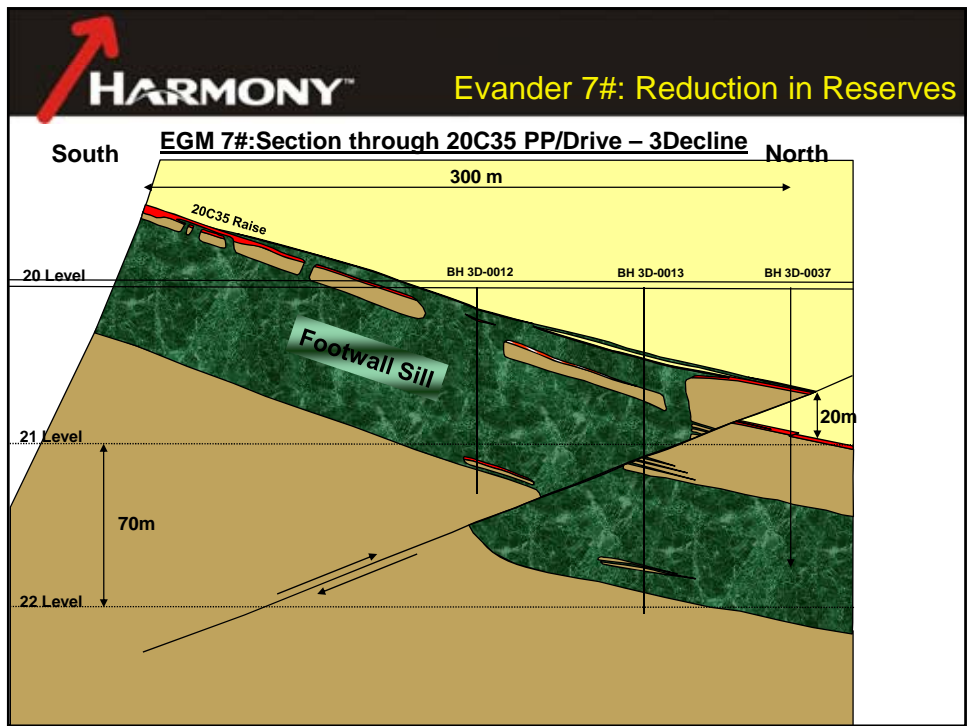 HARMONY™
Evander 7#: Reduction in Reserves
EGM 7#:Section through 20C35 PP/Drive – 3Decline
South
North
300 m
20C35 Raise
20 Level
BH 3D-0012
BH 3D-0013
BH 3D-0037
Footwall Sill
20m
21 Level
70m
22 Level